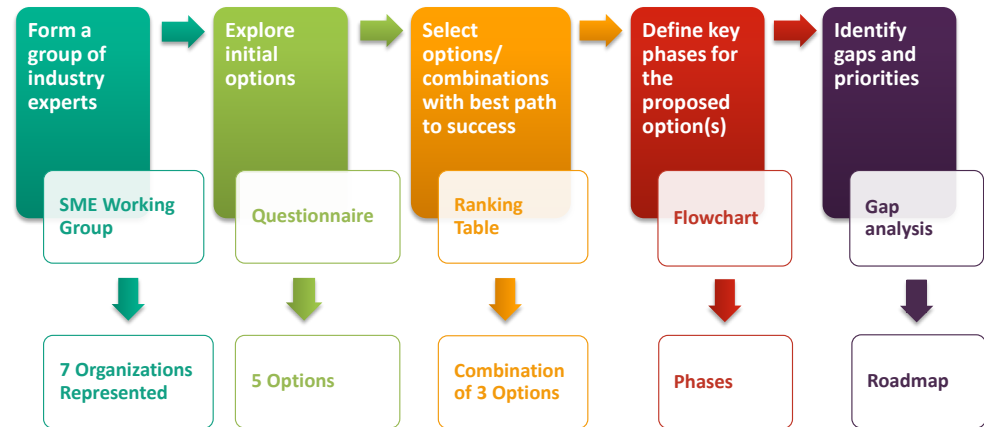 Form a
group of
industry
experts
Explore
initial
options
Select
options/
combinations
with best path
to success
Define key
phases for
the
proposed
option(s)
Identify
gaps and
priorities
SME Working
Group
Questionnaire
Ranking
Table
Flowchart
Gap
analysis
7 Organizations
Represented
5 Options
Combination
of 3 Options
Phases
Roadmap